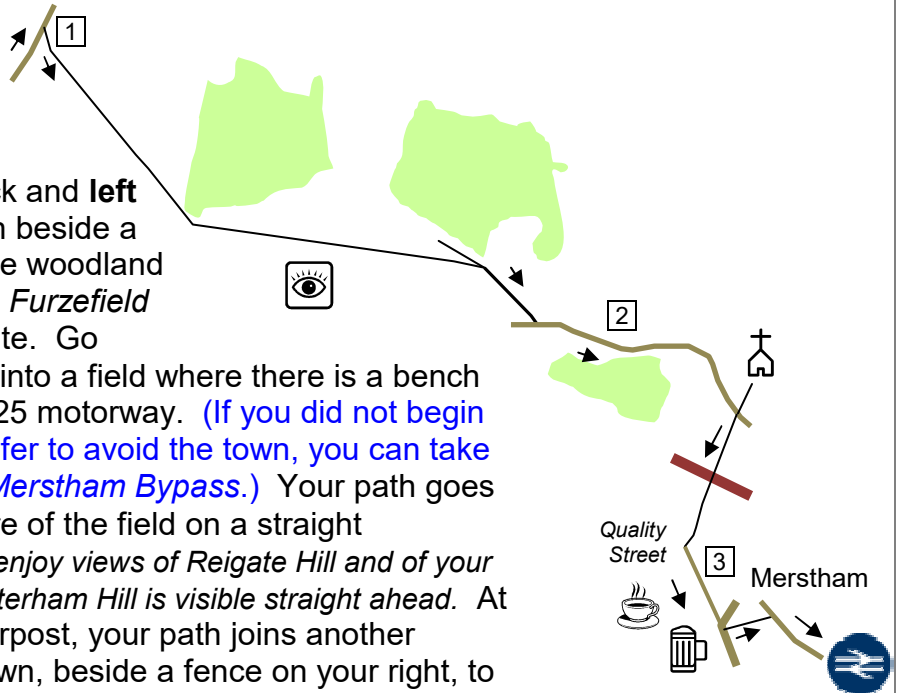 1
ck and left
n beside a
e woodland
Furzefield
te. Go
into a field where there is a bench
25 motorway. (If you did not begin
fer to avoid the town, you can take
Merstham Bypass.) Your path goes
e of the field on a straight
enjoy views of Reigate Hill and of your
terham Hill is visible straight ahead. At
rpost, your path joins another
wn, beside a fence on your right, to
2
Quality
Street
3
Merstham